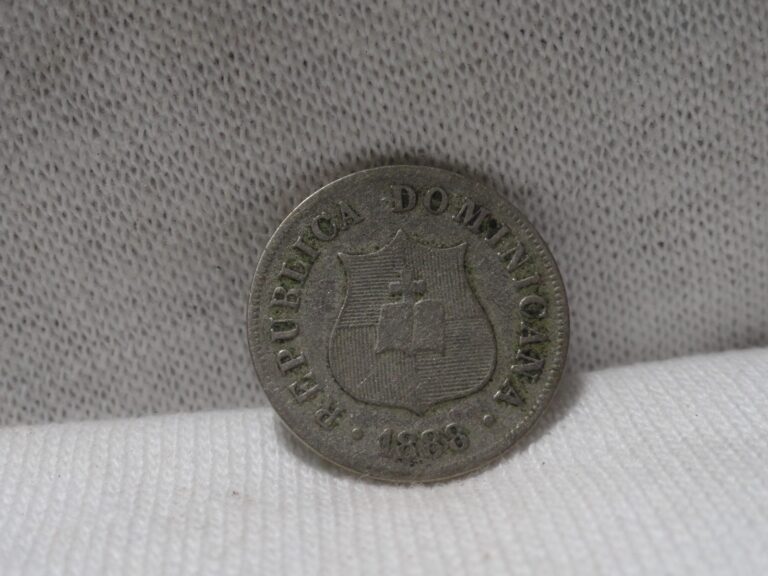 REPUBLICA DOMINICANA
· 1888 ·